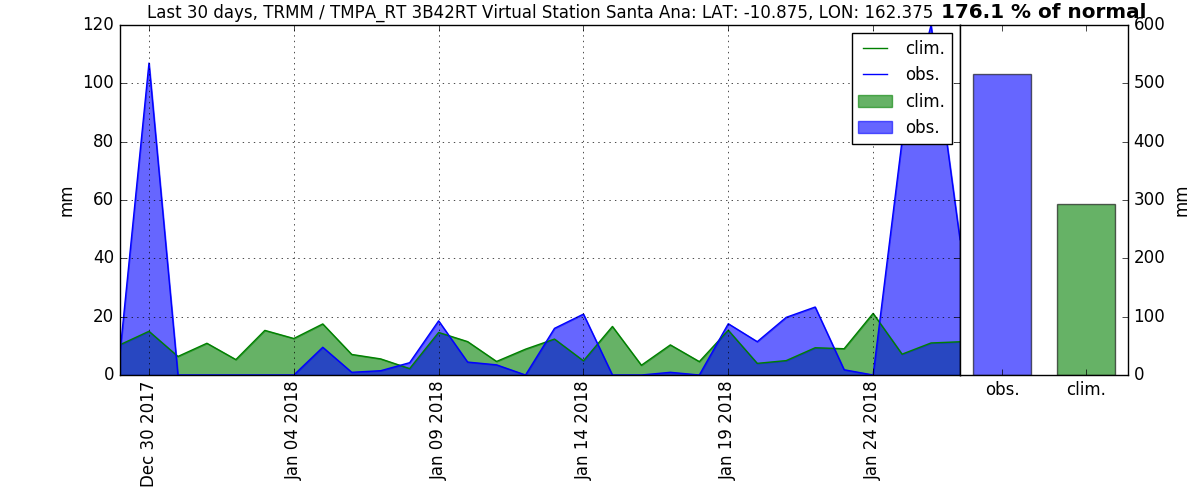 Last 30 days, TRMM / TMPA_RT 3B42RT Virtual Station Santa Ana: LAT: -10.875, LON: 162.375 176.1 % of normal
120
100
80
60
40
20
0
mm
clim.
obs.
clim.
obs.
600
500
400
300
200
100
0
mm
Dec 30 2017
Jan 04 2018
Jan 09 2018
Jan 14 2018
Jan 19 2018
Jan 24 2018
obs.
clim.